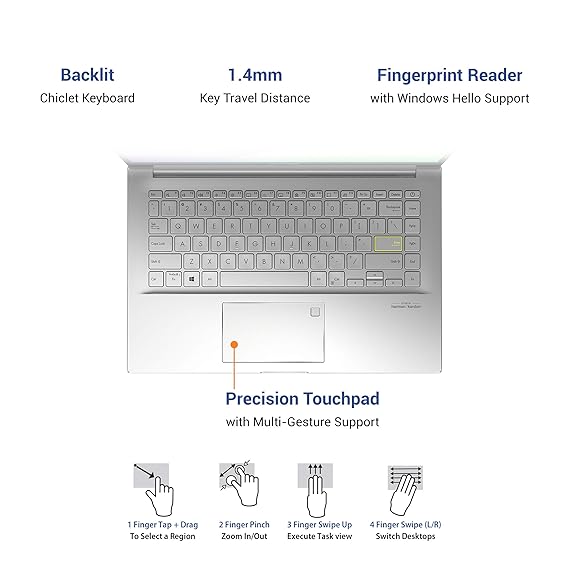 Backlit
Chiclet Keyboard
1.4mm
Key Travel Distance
Fingerprint Reader
with Windows Hello Support
Q W E R T Y U I O P
A S D F G H J K L
Z X C V B N M
harman/kardon
Precision Touchpad
with Multi-Gesture Support
1 Finger Tap + Drag
To Select a Region
2 Finger Pinch
Zoom In/Out
3 Finger Swipe Up
Execute Task view
4 Finger Swipe (L/R)
Switch Desktops